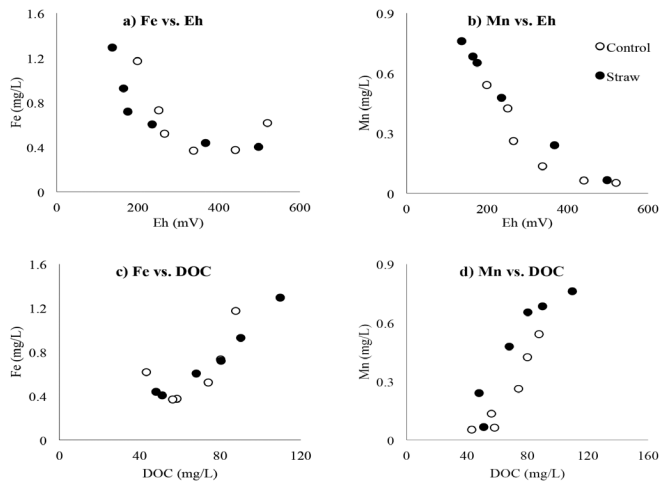 a) Fe vs. Eh
1.6
1.2
0.8
0.4
0
Fe (mg/L)
0 200 400 600
Eh (mV)
b) Mn vs. Eh
0.9
0.6
0.3
0
Mn (mg/L)
Control
Straw
0 200 400 600
Eh (mV)
c) Fe vs. DOC
1.6
1.2
0.8
0.4
0
Fe (mg/L)
0 40 80 120
DOC (mg/L)
d) Mn vs. DOC
0.9
0.6
0.3
0
Mn (mg/L)
0 40 80 120 160
DOC (mg/L)